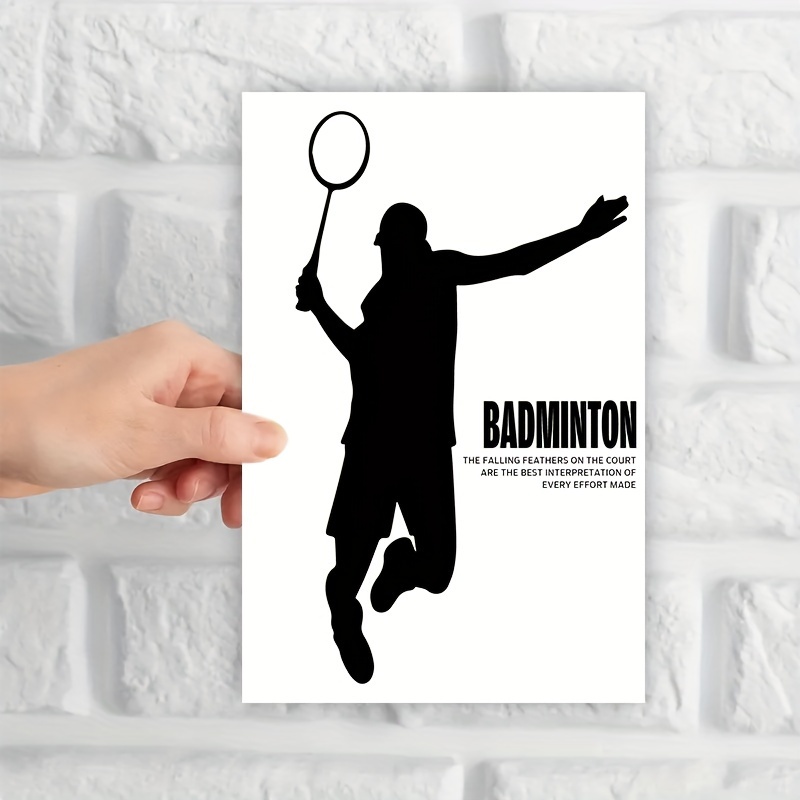 BADMINTON
THE FALLING FEATHERS ON THE COURT
ARE THE BEST INTERPRETATION OF
EVERY EFFORT MADE